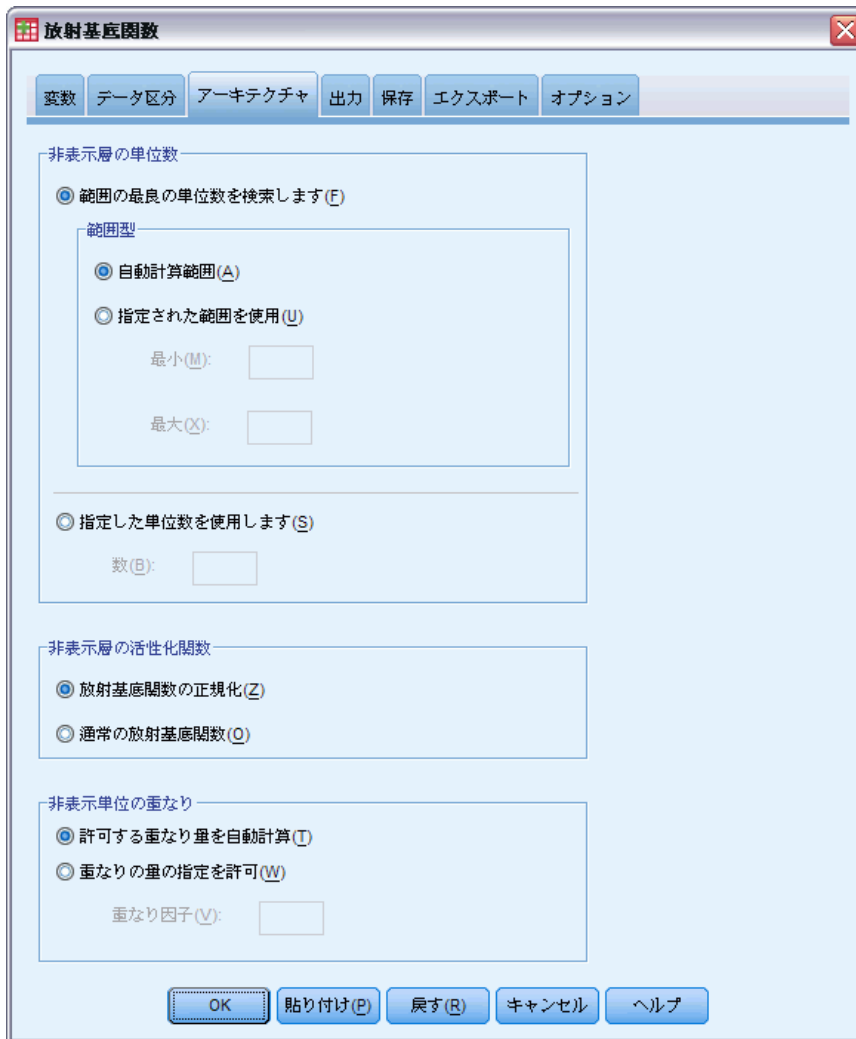 放射基底関数
変数 データ区分 アーキテクチャ 出力 保存 エクスポート オプション
非表示層の単位数
範囲の最良の単位数を検索します(F)
範囲型
自動計算範囲(A)
指定された範囲を使用(U)
最小(M):
最大(X):
指定した単位数を使用します(S)
数(B):
非表示層の活性化関数
放射基底関数の正規化(Z)
通常の放射基底関数(O)
非表示単位の重なり
許可する重なり量を自動計算(T)
重なりの量の指定を許可(W)
重なり因子(V):
OK 貼り付け(P) 戻す(R) キャンセル ヘルプ